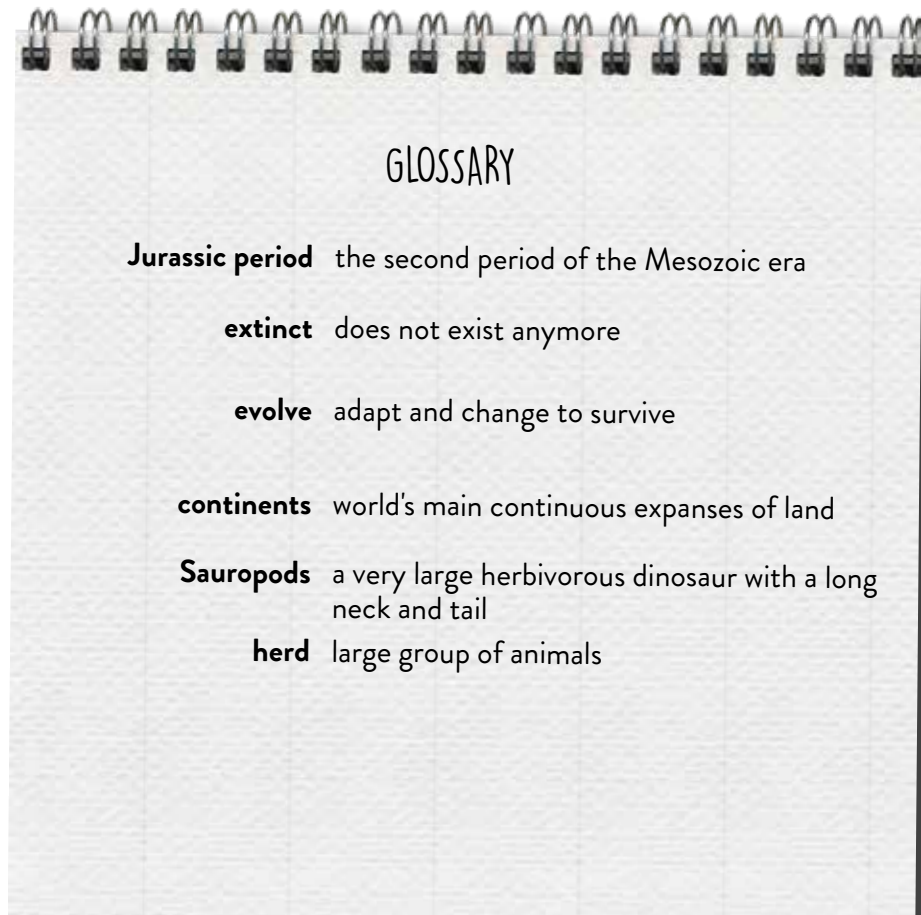 GLOSSARY
Jurassic period the second period of the Mesozoic era
extinct does not exist anymore
evolve adapt and change to survive
continents world's main continuous expanses of land
Sauropods a very large herbivorous dinosaur with a long
neck and tail
herd large group of animals